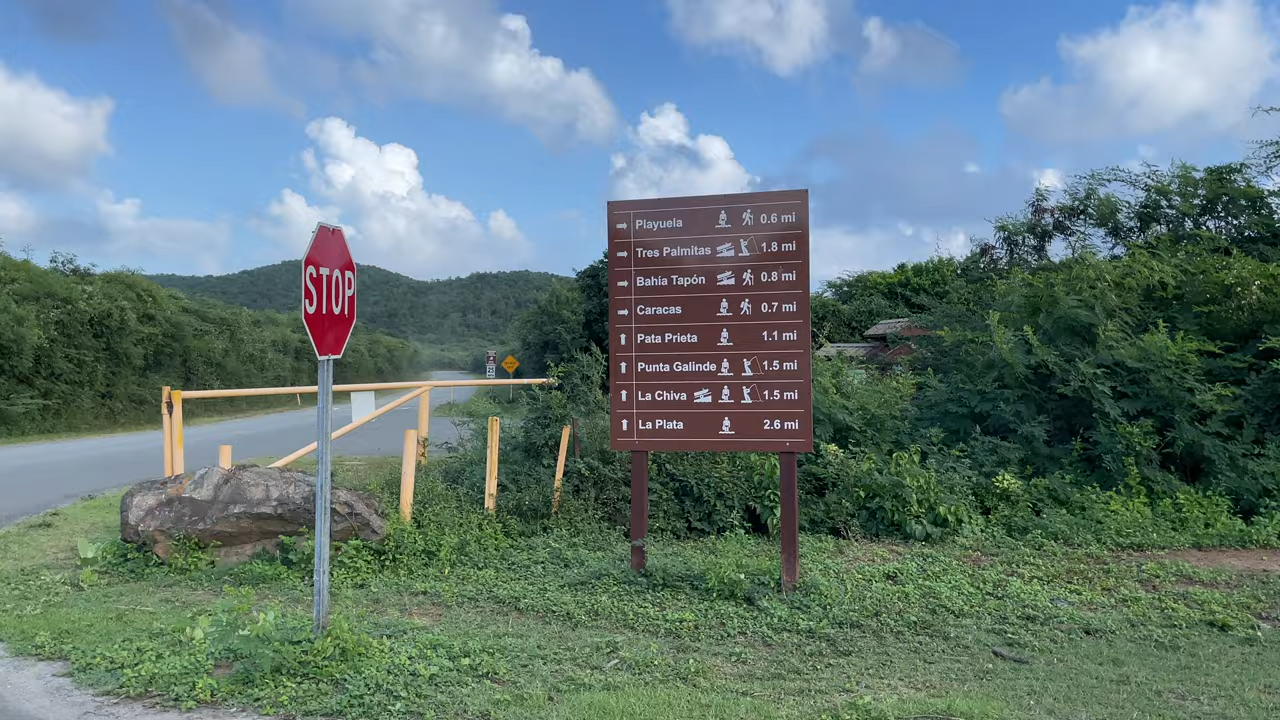 STOP
Playuela 0.6 mi
Tres Palmitas 1.8 mi
Bahía Tapón 0.8 mi
Caracas 0.7 mi
Pata Prieta 1.1 mi
Punta Galinde 1.5 mi
La Chiva 1.5 mi
La Plata 2.6 mi